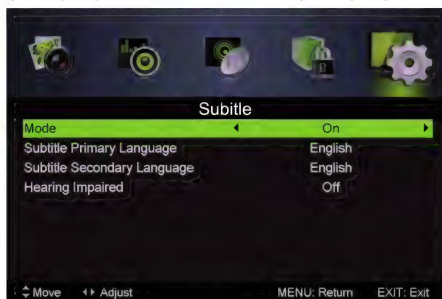 Subitle
Mode On
Subtitle Primary Language English
Subtitle Secondary Language English
Hearing Impaired Off
Move Adjust MENU: Return EXIT: Exit